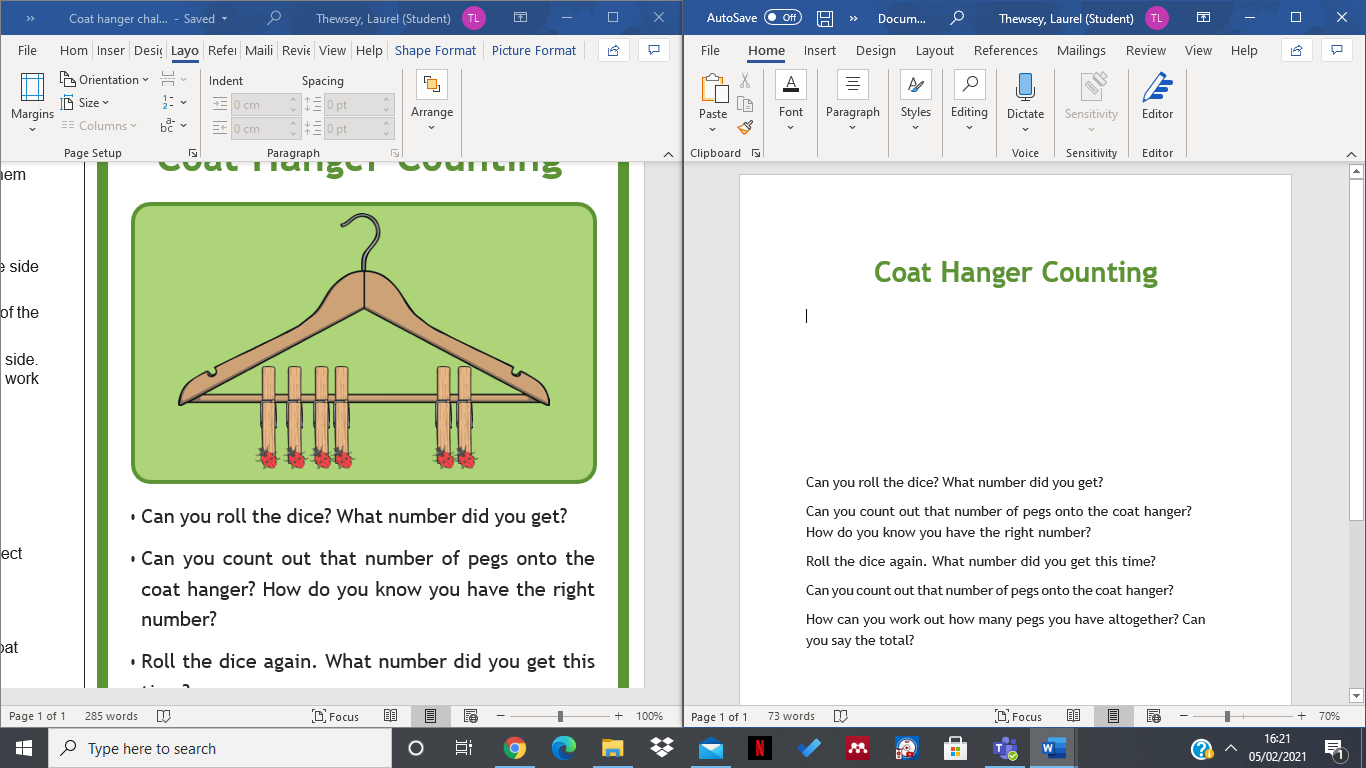 Coat hanger chal... - Saved
Thewsey, Laurel (Student)
TL
File Hom Inser Desig Layo Refer Maili Revie View Help Shape Format Picture Format
Margins
Orientation
Size
Columns
Page Setup
Indent Spacing
0 cm 0 pt
0 cm 0 pt
Paragraph
Arrange
e side
of the
side.
work
ect
Coat Hanger Counting
• Can you roll the dice? What number did you get?
• Can you count out that number of pegs onto the
coat hanger? How do you know you have the right
number?
• Roll the dice again. What number did you get this
time?
Page 1 of 1 285 words Focus 100%
AutoSave Off
Docum...
Thewsey, Laurel (Student)
TL
File Home Insert Design Layout References Mailings Review View Help
Paste
Clipboard
Font
Paragraph
Styles
Editing
Dictate
Voice
Sensitivity
Sensitivity
Editor
Editor
Coat Hanger Counting
Can you roll the dice? What number did you get?
Can you count out that number of pegs onto the coat hanger?
How do you know you have the right number?
Roll the dice again. What number did you get this time?
Can you count out that number of pegs onto the coat hanger?
How can you work out how many pegs you have altogether? Can
you say the total?
Page 1 of 1 73 words Focus 70%
Type here to search
16:21
05/02/2021
1